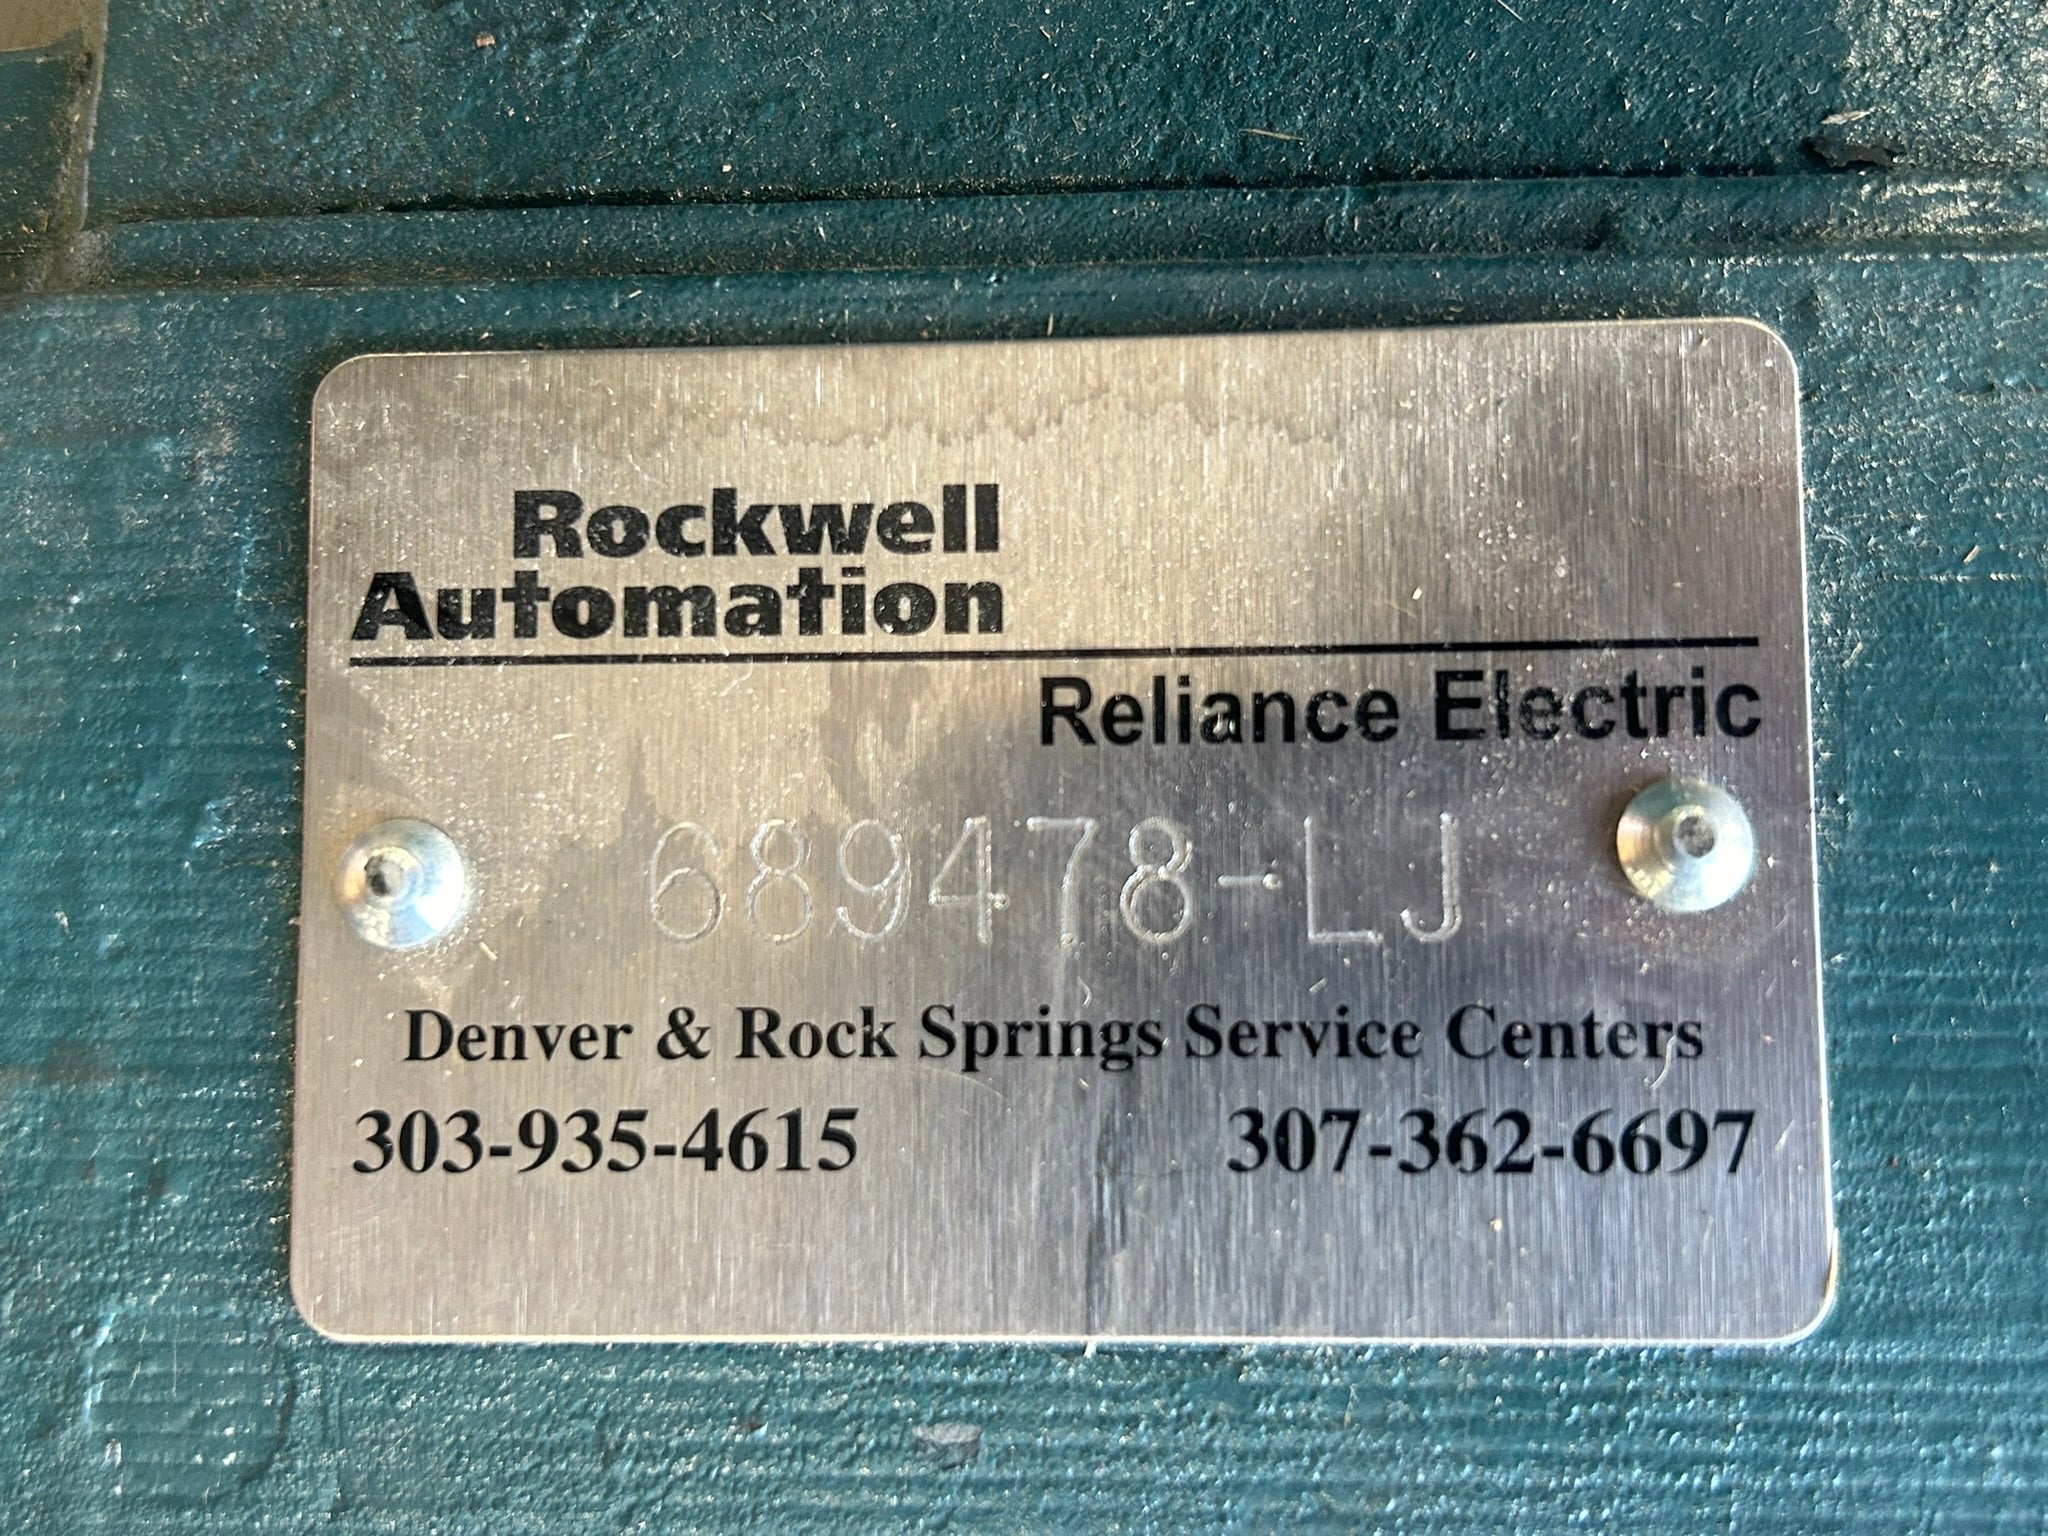 Rockwell
Automation
Reliance Electric
689478-LJ
Denver & Rock Springs Service Centers
303-935-4615 307-362-6697